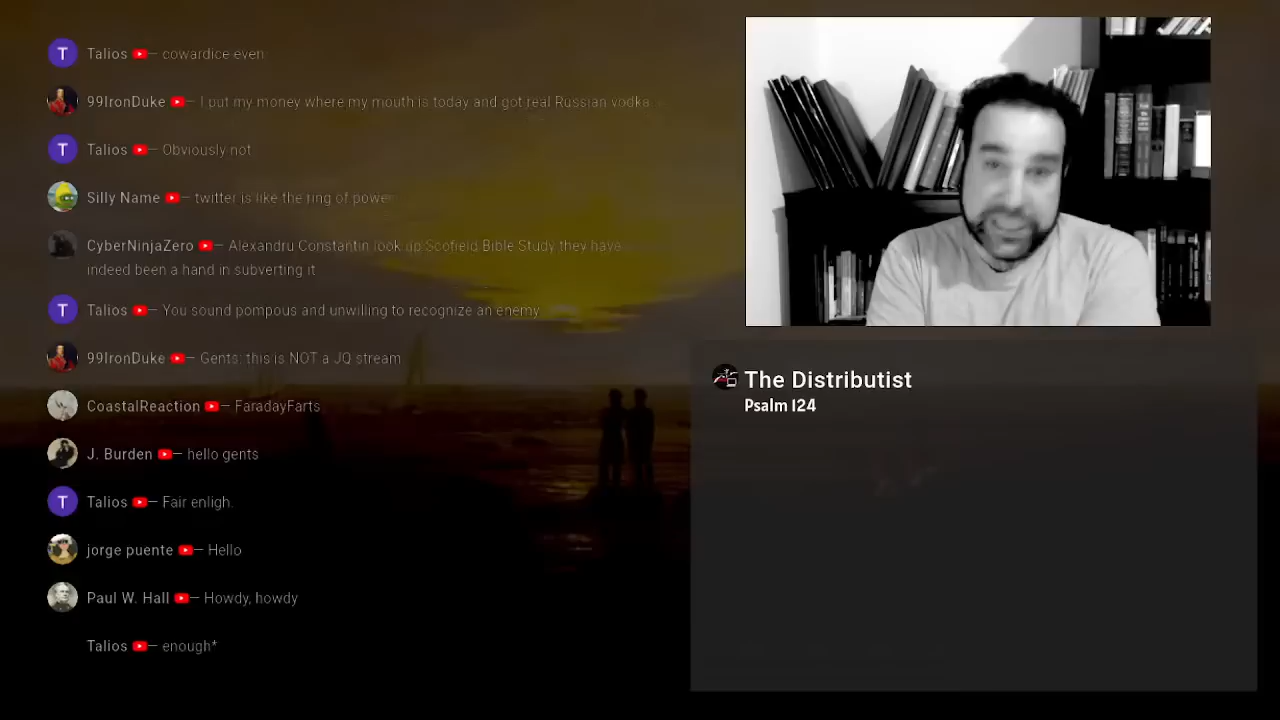 T Talios — cowardice even
99IronDuke — I put my money where my mouth is today and got real Russian vodka.
T Talios — Obviously not
Silly Name — twitter is like the ring of power
CyberNinjaZero — Alexandru Constantin look up Scofield Bible Study they have
indeed been a hand in subverting it
T Talios — You sound pompous and unwilling to recognize an enemy
99IronDuke — Gents: this is NOT a JQ stream
CoastalReaction — FaradayFarts
J. Burden — hello gents
T Talios — Fair enligh.
jorge puente — Hello
Paul W. Hall — Howdy, howdy
Talios — enough*
The Distributist
Psalm 124